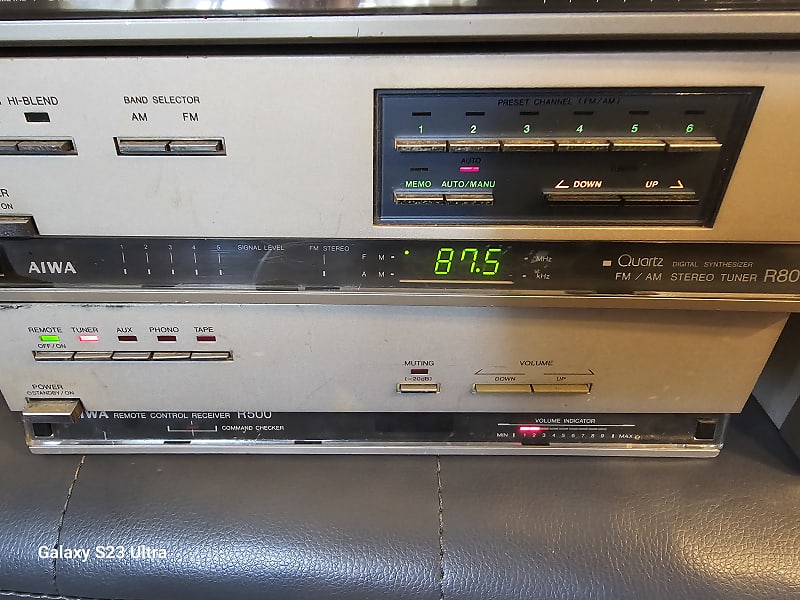 HI-BLEND
BAND SELECTOR
AM FM
ON
PRESET CHANNEL (FM/AM)
1 2 3 4 5 6
AUTO
MEMO AUTO/MANU
DOWN UP
AIWA
1 2 3 4 5 SIGNAL LEVEL FM STEREO
F M
A M
87.5
MHz
kHz
Quartz DIGITAL SYNTHESIZER
FM / AM STEREO TUNER R80
REMOTE TUNER AUX PHONO TAPE
OFF/ON
MUTING
(-20dB)
VOLUME
DOWN UP
POWER
STANDBY/ON
WA REMOTE CONTROL RECEIVER R500
COMMAND CHECKER
VOLUME INDICATOR
MIN 1 2 3 4 5 6 7 8 9 MAX
Galaxy S23 Ultra